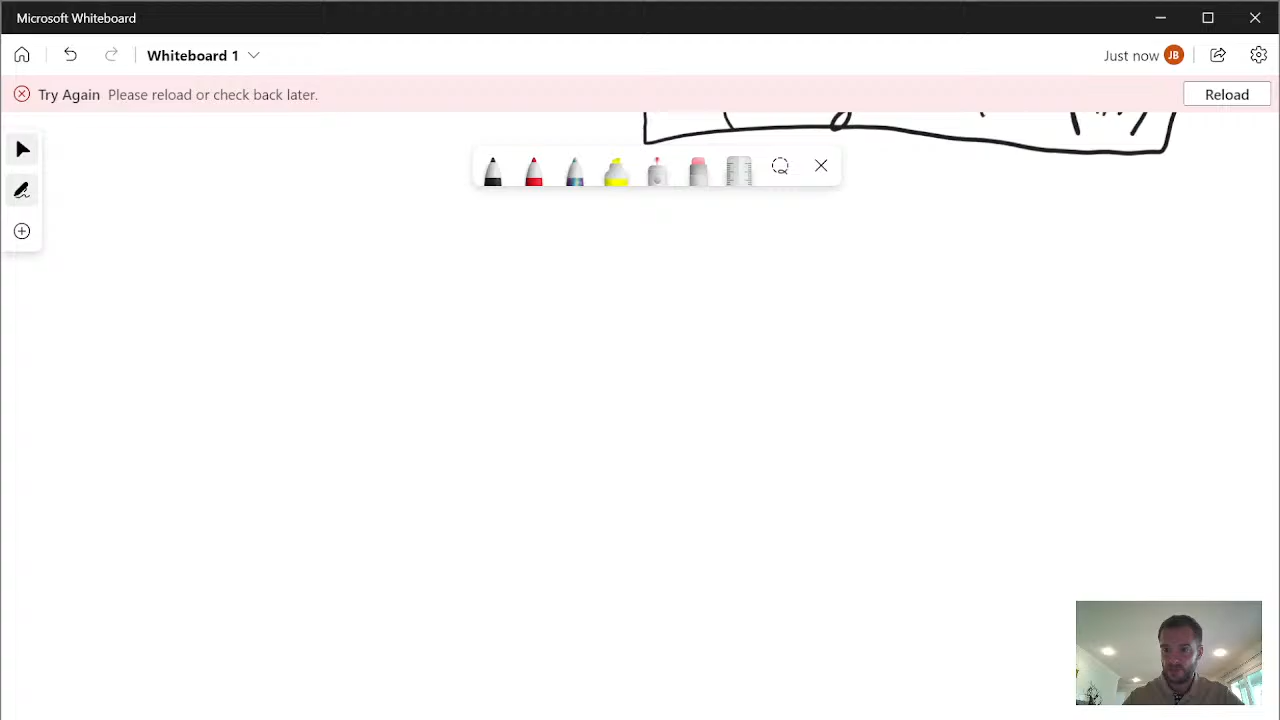 Microsoft Whiteboard
Whiteboard 1
Just now JB
Try Again Please reload or check back later.
Reload